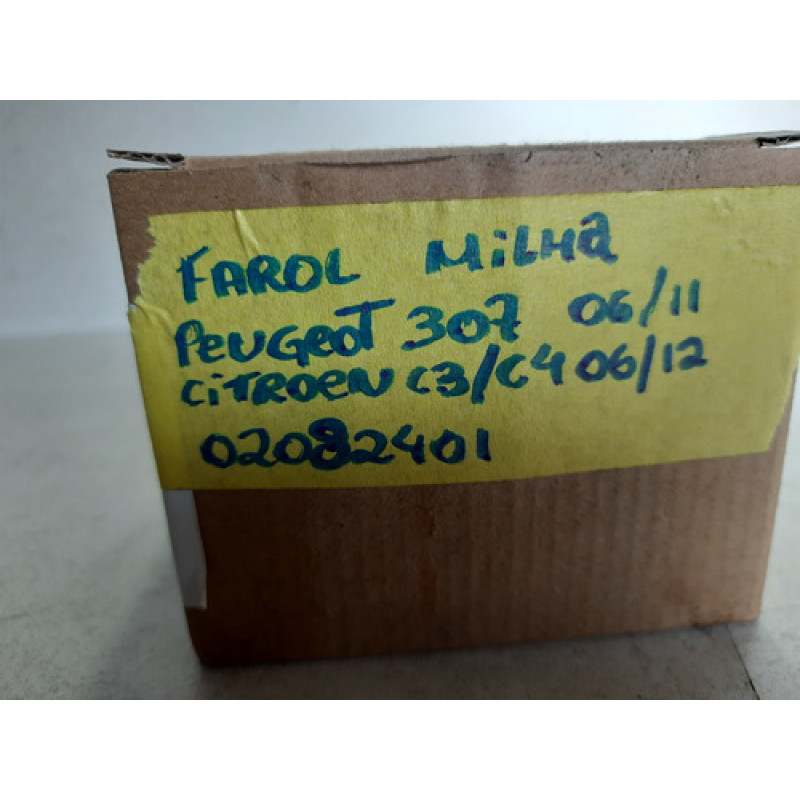 FAROL MiLHa
PEUGEOT 307 06/11
CiTROEN C3/C4 06/12
02082401